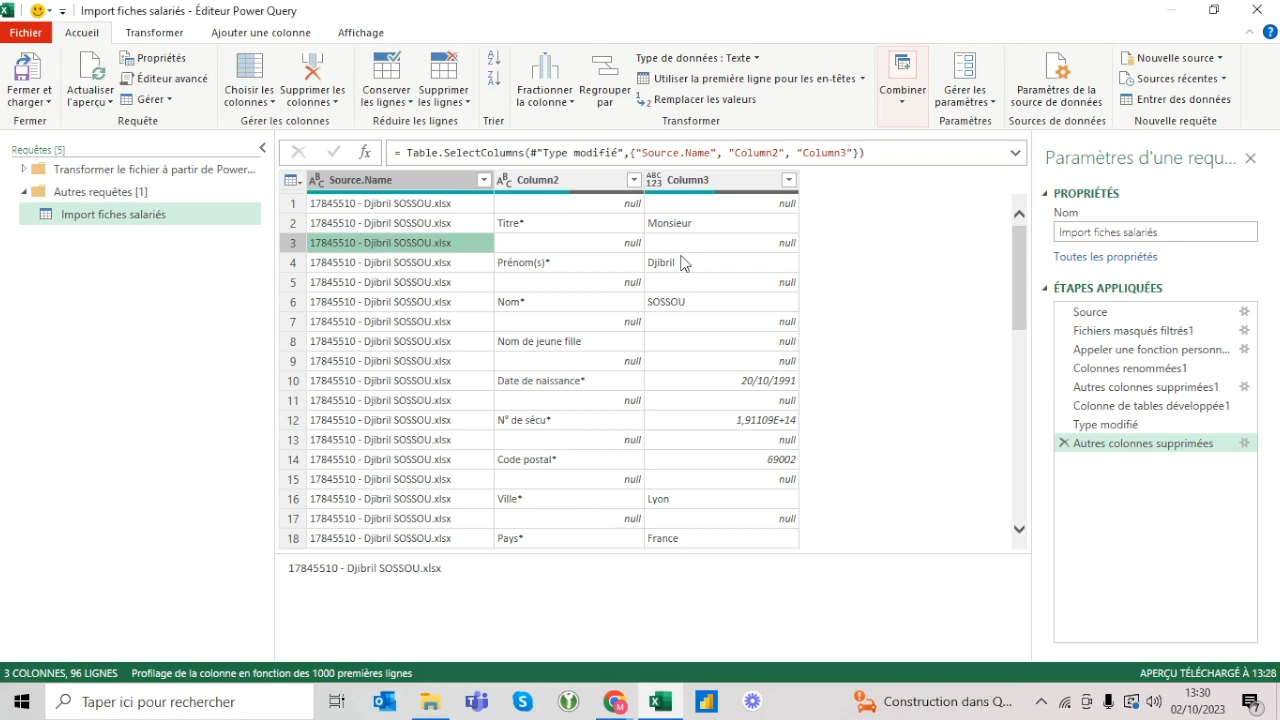 Import fiches salariés - Éditeur Power Query
Fichier Accueil Transformer Ajouter une colonne Affichage
Fermer et charger
Fermer
Actualiser l'aperçu
Propriétés
Éditeur avancé
Gérer
Requête
Choisir les colonnes
Supprimer les colonnes
Gérer les colonnes
Conserver les lignes
Supprimer les lignes
Réduire les lignes
Trier
Fractionner la colonne
Regrouper par
Type de données : Texte
Utiliser la première ligne pour les en-têtes
Remplacer les valeurs
Transformer
Combiner
Gérer les paramètres
Paramètres
Paramètres de la source de données
Sources de données
Nouvelle source
Sources récentes
Entrer des données
Nouvelle requête
Requêtes [5]
Transformer le fichier à partir de Power...
Autres requêtes [1]
Import fiches salariés
fx = Table.SelectColumns(#"Type modifié",{"Source.Name", "Column2", "Column3"})
ABC Source.Name ABC Column2 ABC 123 Column3
1 17845510 - Djibril SOSSOU.xlsx null null
2 17845510 - Djibril SOSSOU.xlsx Titre* Monsieur
3 17845510 - Djibril SOSSOU.xlsx null null
4 17845510 - Djibril SOSSOU.xlsx Prénom(s)* Djibril
5 17845510 - Djibril SOSSOU.xlsx null null
6 17845510 - Djibril SOSSOU.xlsx Nom* SOSSOU
7 17845510 - Djibril SOSSOU.xlsx null null
8 17845510 - Djibril SOSSOU.xlsx Nom de jeune fille null
9 17845510 - Djibril SOSSOU.xlsx null null
10 17845510 - Djibril SOSSOU.xlsx Date de naissance* 20/10/1991
11 17845510 - Djibril SOSSOU.xlsx null null
12 17845510 - Djibril SOSSOU.xlsx N° de sécu* 1,91109E+14
13 17845510 - Djibril SOSSOU.xlsx null null
14 17845510 - Djibril SOSSOU.xlsx Code postal* 69002
15 17845510 - Djibril SOSSOU.xlsx null null
16 17845510 - Djibril SOSSOU.xlsx Ville* Lyon
17 17845510 - Djibril SOSSOU.xlsx null null
18 17845510 - Djibril SOSSOU.xlsx Pays* France
17845510 - Djibril SOSSOU.xlsx
Paramètres d'une requ...
PROPRIÉTÉS
Nom
Import fiches salariés
Toutes les propriétés
ÉTAPES APPLIQUÉES
Source
Fichiers masqués filtrés1
Appeler une fonction personn...
Colonnes renommées1
Autres colonnes supprimées1
Colonne de tables développée1
Type modifié
Autres colonnes supprimées
3 COLONNES, 96 LIGNES Profilage de la colonne en fonction des 1000 premières lignes APERÇU TÉLÉCHARGÉ À 13:28
Taper ici pour rechercher
Construction dans Q...
13:30
02/10/2023
7